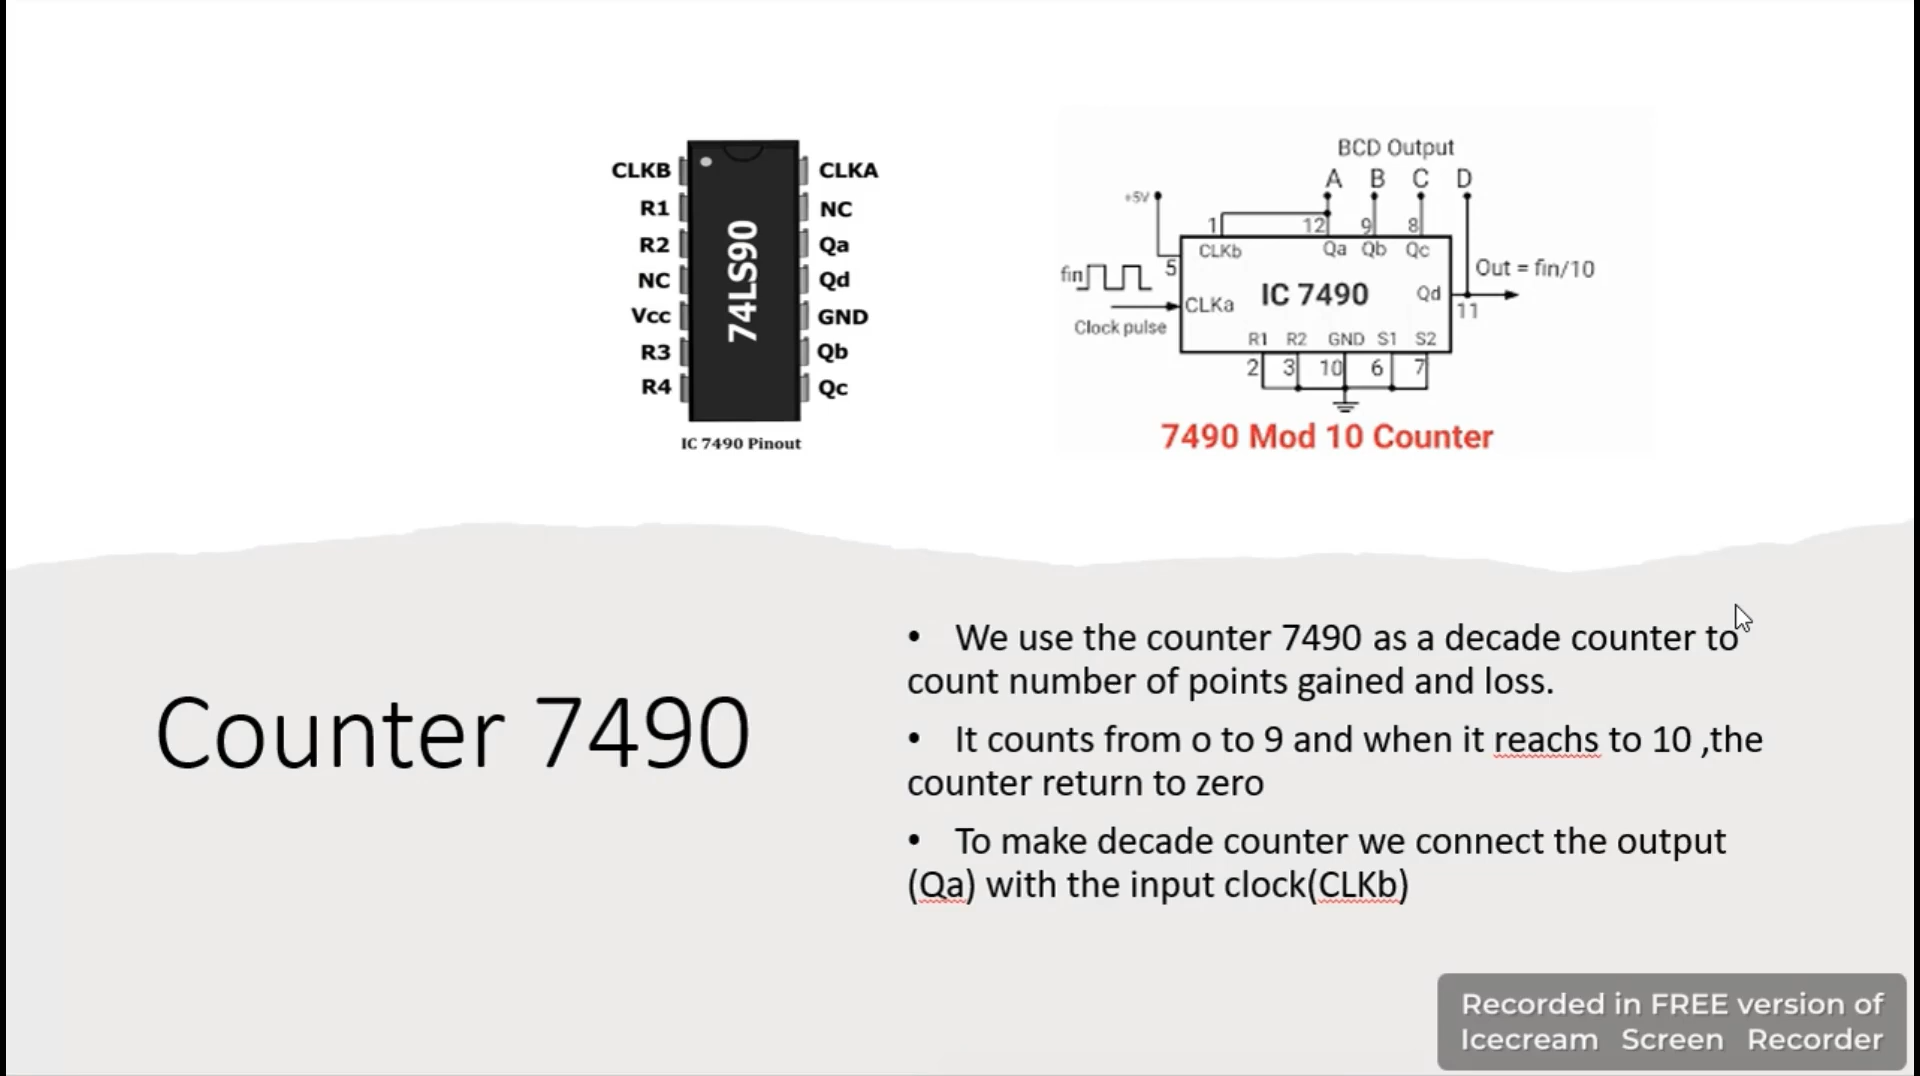 CLKB
R1
R2
NC
Vcc
R3
R4
74LS90
CLKA
NC
Qa
Qd
GND
Qb
Qc
IC 7490 Pinout
BCD Output
A B C D
+5V
1 12 9 8
CLKb Qa Qb Qc
5
fin
IC 7490
Qd
Out = fin/10
CLKa
11
Clock pulse
R1 R2 GND S1 S2
2 3 10 6 7
7490 Mod 10 Counter
Counter 7490
• We use the counter 7490 as a decade counter to
count number of points gained and loss.
• It counts from o to 9 and when it reachs to 10 ,the
counter return to zero
• To make decade counter we connect the output
(Qa) with the input clock(CLKb)
Recorded in FREE version of
Icecream Screen Recorder